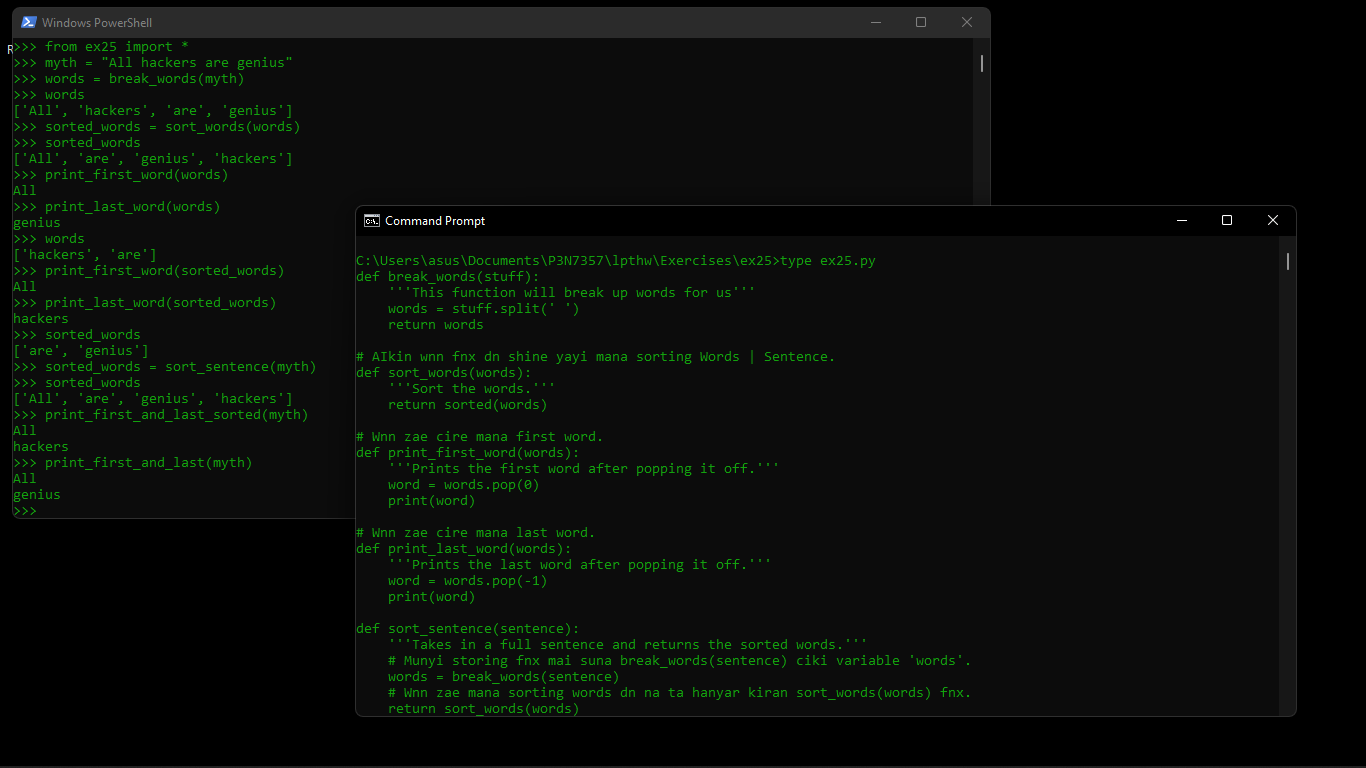 Windows PowerShell
R
>>> from ex25 import *
>>> myth = "All hackers are genius"
>>> words = break_words(myth)
>>> words
['All', 'hackers', 'are', 'genius']
>>> sorted_words = sort_words(words)
>>> sorted_words
['All', 'are', 'genius', 'hackers']
>>> print_first_word(words)
All
>>> print_last_word(words)
genius
>>> words
['hackers', 'are']
>>> print_first_word(sorted_words)
All
>>> print_last_word(sorted_words)
hackers
>>> sorted_words
['are', 'genius']
>>> sorted_words = sort_sentence(myth)
>>> sorted_words
['All', 'are', 'genius', 'hackers']
>>> print_first_and_last_sorted(myth)
All
hackers
>>> print_first_and_last(myth)
All
genius
>>>
Command Prompt
C:\Users\asus\Documents\P3N7357\lpthw\Exercises\ex25>type ex25.py
def break_words(stuff):
    '''This function will break up words for us'''
    words = stuff.split(' ')
    return words
# AIkin wnn fnx dn shine yayi mana sorting Words | Sentence.
def sort_words(words):
    '''Sort the words.'''
    return sorted(words)
# Wnn zae cire mana first word.
def print_first_word(words):
    '''Prints the first word after popping it off.'''
    word = words.pop(0)
    print(word)
# Wnn zae cire mana last word.
def print_last_word(words):
    '''Prints the last word after popping it off.'''
    word = words.pop(-1)
    print(word)
def sort_sentence(sentence):
    '''Takes in a full sentence and returns the sorted words.'''
    # Munyi storing fnx mai suna break_words(sentence) ciki variable 'words'.
    words = break_words(sentence)
    # Wnn zae mana sorting words dn na ta hanyar kiran sort_words(words) fnx.
    return sort_words(words)